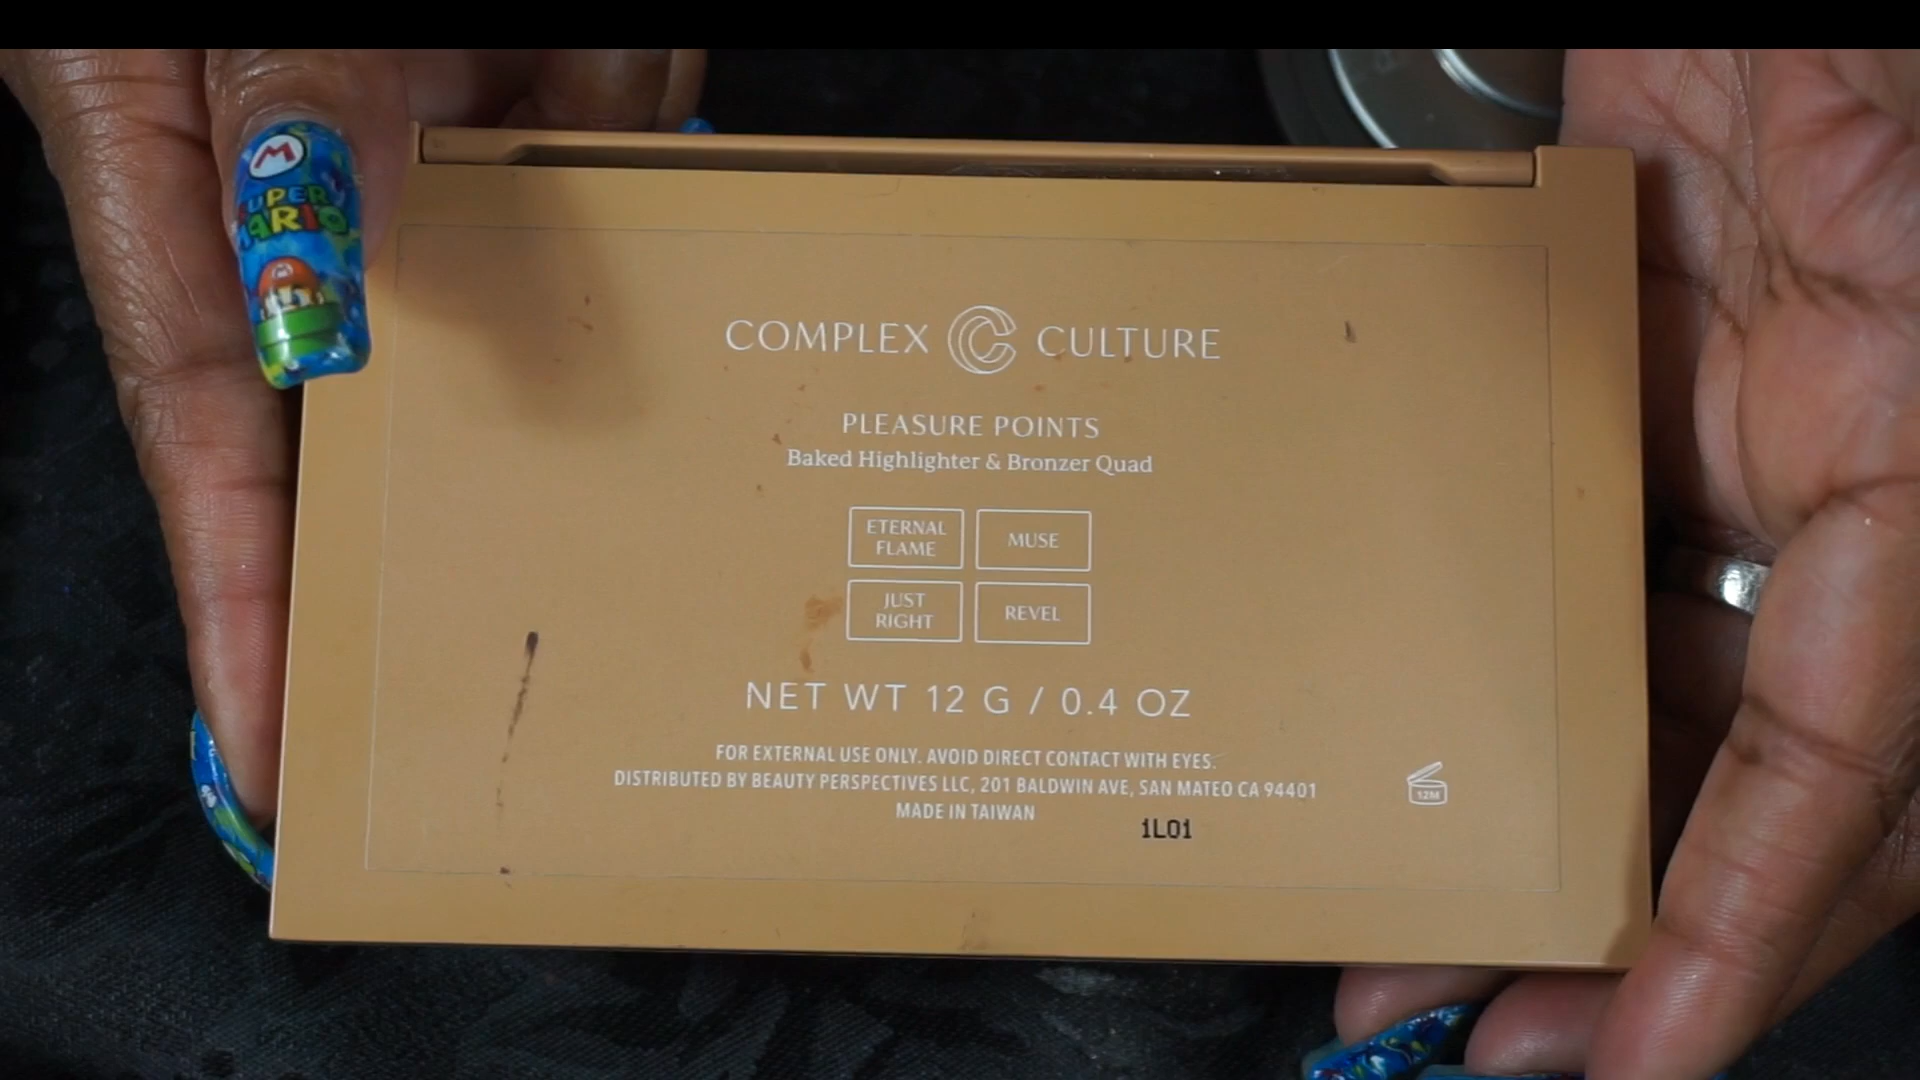 M
SUPER
MARIO
COMPLEX CULTURE
PLEASURE POINTS
Baked Highlighter & Bronzer Quad
ETERNAL
FLAME
MUSE
JUST
RIGHT
REVEL
NET WT 12 G / 0.4 OZ
FOR EXTERNAL USE ONLY. AVOID DIRECT CONTACT WITH EYES.
DISTRIBUTED BY BEAUTY PERSPECTIVES LLC, 201 BALDWIN AVE, SAN MATEO CA 94401
MADE IN TAIWAN
1L01
12M